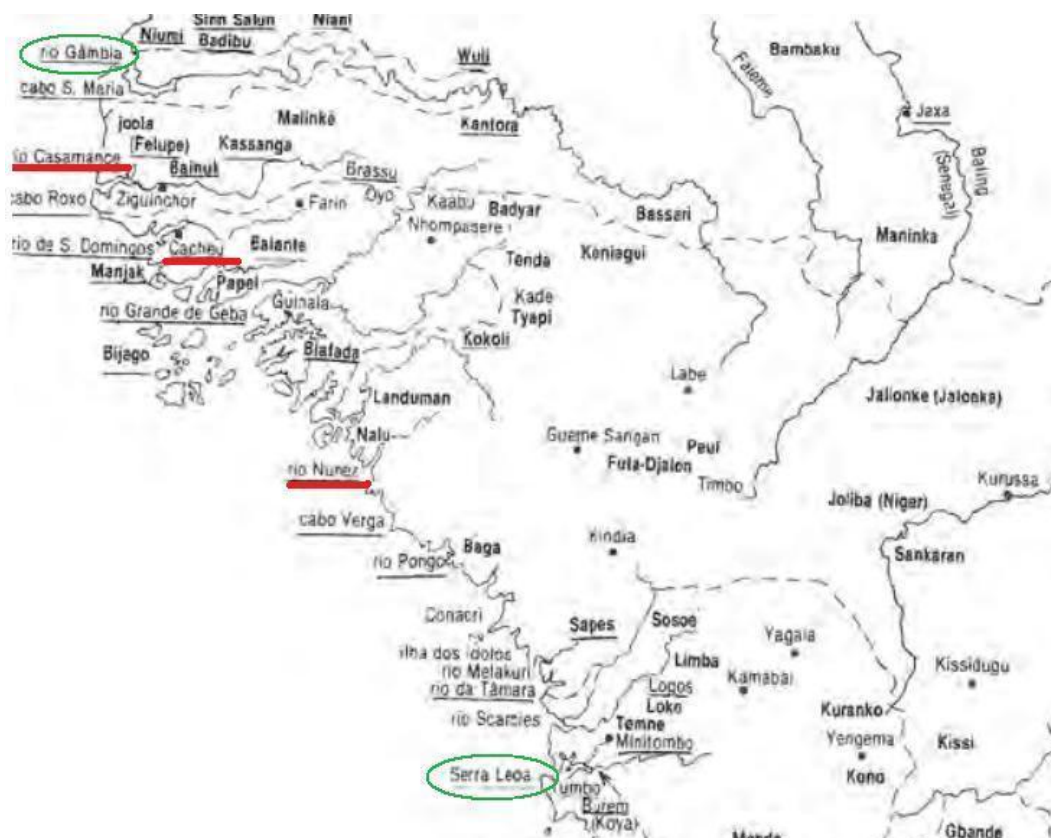 Sinn Salun
Niani
Niumi
Badibu
rio Gâmbia
Wuli
Bambaku
Faleme
cabo S. Maria
Jaxa
Malinké
Kantora
joola
(Felupe)
Kassanga
Bainuk
rio Casamance
Brassu
Oyo
Kaabu
Badyar
Bassari
(Senegal)
cabo Roxo
Ziguinchor
Farin
Nhompasere
Maninka
rio de S. Domingos
Cacheu
Balante
Tenda
Koniagui
Manjak
Papel
Kade
Tyapi
rio Grande de Geba
Guinala
Bijago
Biafada
Kokoli
Labe
Landuman
Jalionke (Jalonka)
Nalu
Gueme Sangan
Peul
Futa-Djalon
Timbo
rio Nunez
Kurussa
Joliba (Niger)
cabo Verga
Kindia
Baga
Sankaran
rio Pongo
Conacri
Sapes
Sosoe
Yagala
ilha dos Idolos
Limba
rio Melakuri
Kamabai
Kissidugu
rio da Tâmara
Logos
Loko
Kuranko
rio Scarcies
Temne
Minitombo
Yengema
Kissi
Serra Leoa
Kono
Tumbo
Burem
(Koya)
Gbande